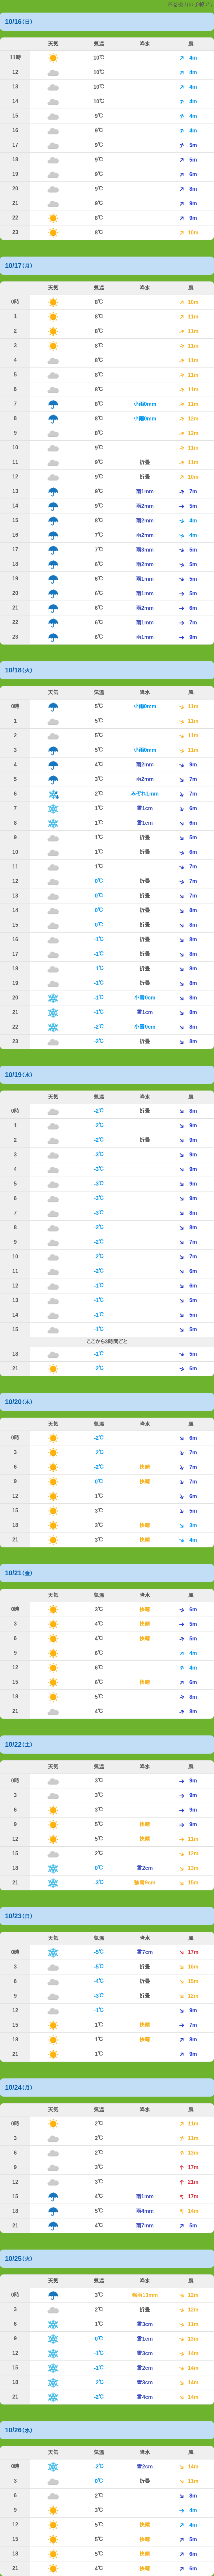 ※岩槻山の予報です
10/16(日)
天気 気温 降水 風
11時 10℃ 4m
12 10℃ 4m
13 10℃ 4m
14 10℃ 4m
15 9℃ 4m
16 9℃ 4m
17 9℃ 5m
18 9℃ 5m
19 9℃ 6m
20 9℃ 8m
21 9℃ 9m
22 8℃ 9m
23 8℃ 10m
10/17(月)
天気 気温 降水 風
0時 8℃ 10m
1 8℃ 11m
2 8℃ 11m
3 8℃ 11m
4 8℃ 11m
5 8℃ 11m
6 8℃ 11m
7 8℃ 小雨0mm 11m
8 8℃ 小雨0mm 12m
9 8℃ 12m
10 9℃ 11m
11 9℃ 折畳 11m
12 9℃ 折畳 10m
13 9℃ 雨1mm 7m
14 9℃ 雨2mm 5m
15 8℃ 雨2mm 4m
16 7℃ 雨2mm 4m
17 7℃ 雨3mm 5m
18 6℃ 雨2mm 5m
19 6℃ 雨1mm 5m
20 6℃ 雨1mm 5m
21 6℃ 雨2mm 6m
22 6℃ 雨1mm 7m
23 6℃ 雨1mm 9m
10/18(火)
天気 気温 降水 風
0時 5℃ 小雨0mm 11m
1 5℃ 11m
2 5℃ 11m
3 5℃ 小雨0mm 11m
4 4℃ 雨2mm 9m
5 3℃ 雨2mm 7m
6 2℃ みぞれ1mm 7m
7 1℃ 雪1cm 6m
8 1℃ 雪1cm 6m
9 1℃ 折畳 5m
10 1℃ 折畳 6m
11 1℃ 7m
12 0℃ 折畳 7m
13 0℃ 折畳 7m
14 0℃ 折畳 8m
15 0℃ 折畳 8m
16 -1℃ 折畳 8m
17 -1℃ 折畳 8m
18 -1℃ 折畳 8m
19 -1℃ 折畳 8m
20 -1℃ 小雪0cm 8m
21 -1℃ 雪1cm 8m
22 -2℃ 小雪0cm 8m
23 -2℃ 折畳 8m
10/19(水)
天気 気温 降水 風
0時 -2℃ 折畳 8m
1 -2℃ 9m
2 -2℃ 折畳 9m
3 -3℃ 9m
4 -3℃ 9m
5 -3℃ 9m
6 -3℃ 9m
7 -3℃ 8m
8 -2℃ 8m
9 -2℃ 7m
10 -2℃ 7m
11 -2℃ 6m
12 -1℃ 6m
13 -1℃ 5m
14 -1℃ 5m
15 -1℃ 5m
ここから3時間ごと
18 -1℃ 5m
21 -2℃ 6m
10/20(木)
天気 気温 降水 風
0時 -2℃ 6m
3 -2℃ 7m
6 -2℃ 快晴 7m
9 0℃ 快晴 7m
12 1℃ 6m
15 3℃ 5m
18 3℃ 快晴 3m
21 3℃ 快晴 4m
10/21(金)
天気 気温 降水 風
0時 3℃ 快晴 6m
3 4℃ 快晴 5m
6 4℃ 快晴 5m
9 6℃ 4m
12 6℃ 4m
15 6℃ 快晴 6m
18 5℃ 8m
21 4℃ 8m
10/22(土)
天気 気温 降水 風
0時 3℃ 9m
3 3℃ 9m
6 3℃ 9m
9 5℃ 快晴 9m
12 5℃ 快晴 11m
15 2℃ 12m
18 0℃ 雪2cm 13m
21 -3℃ 強雪9cm 15m
10/23(日)
天気 気温 降水 風
0時 -5℃ 雪7cm 17m
3 -5℃ 折畳 16m
6 -4℃ 折畳 15m
9 -3℃ 折畳 12m
12 -1℃ 9m
15 1℃ 快晴 7m
18 1℃ 快晴 8m
21 1℃ 9m
10/24(月)
天気 気温 降水 風
0時 2℃ 11m
3 2℃ 11m
6 2℃ 13m
9 3℃ 17m
12 3℃ 21m
15 4℃ 雨1mm 17m
18 5℃ 雨4mm 14m
21 4℃ 雨7mm 5m
10/25(火)
天気 気温 降水 風
0時 3℃ 強雨13mm 12m
3 2℃ 折畳 12m
6 1℃ 雪3cm 11m
9 0℃ 雪1cm 13m
12 -1℃ 雪3cm 14m
15 -1℃ 雪2cm 14m
18 -2℃ 雪3cm 14m
21 -2℃ 雪4cm 14m
10/26(水)
天気 気温 降水 風
0時 -2℃ 雪2cm 14m
3 0℃ 折畳 11m
6 2℃ 8m
9 3℃ 4m
12 5℃ 快晴 4m
15 5℃ 快晴 5m
18 5℃ 快晴 6m
21 4℃ 快晴 6m